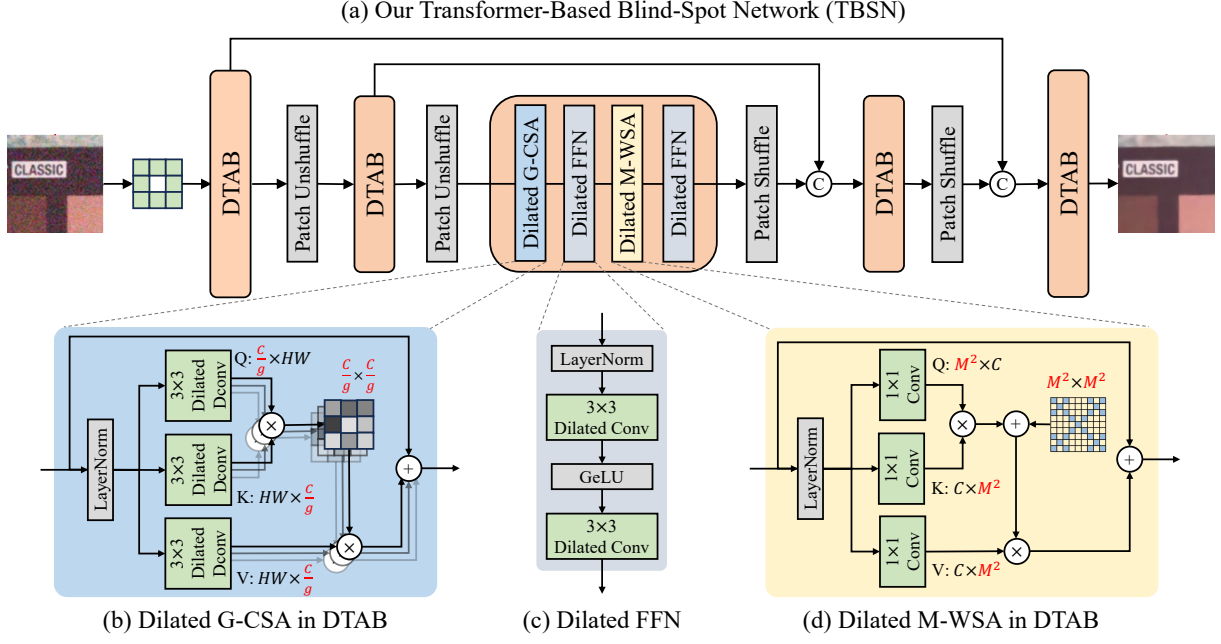 (a) Our Transformer-Based Blind-Spot Network (TBSN)
CLASSIC
DTAB
Patch Unshuffle
DTAB
Patch Unshuffle
Dilated G-CSA
Dilated FFN
Dilated M-WSA
Dilated FFN
Patch Shuffle
C
DTAB
Patch Shuffle
C
DTAB
CLASSIC
LayerNorm
3×3
Dilated
Dconv
Q: C/g ×HW
3×3
Dilated
Dconv
K: HW× C/g
3×3
Dilated
Dconv
V: HW× C/g
C/g × C/g
×
×
+
(b) Dilated G-CSA in DTAB
LayerNorm
3×3
Dilated Conv
GeLU
3×3
Dilated Conv
(c) Dilated FFN
LayerNorm
1×1
Conv
Q: M²×C
1×1
Conv
K: C×M²
1×1
Conv
V: C×M²
M²×M²
×
+
×
+
(d) Dilated M-WSA in DTAB